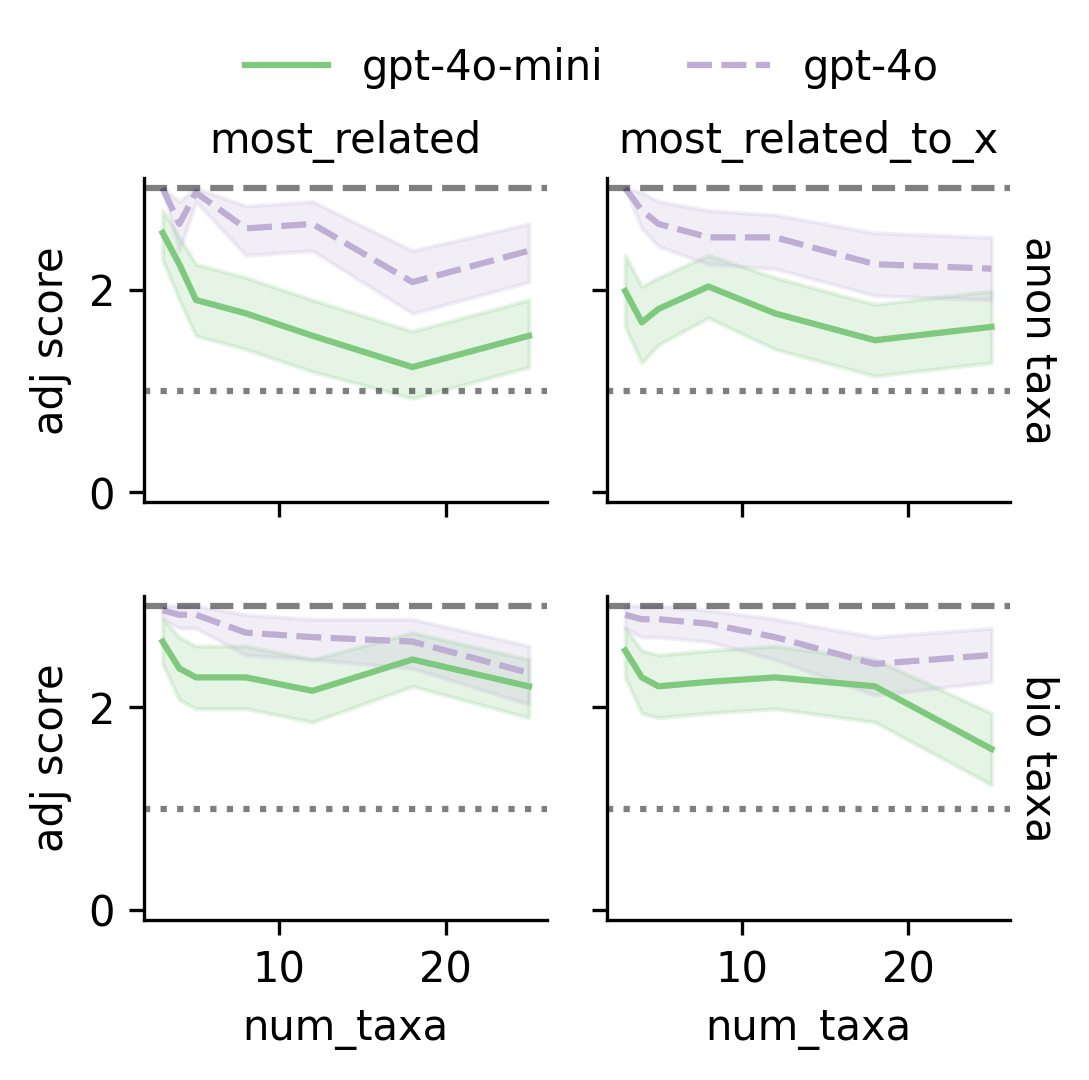 gpt-4o-mini gpt-4o
most_related most_related_to_x
adj score
2
0
anon taxa
adj score
2
0
bio taxa
10 20 10 20
num_taxa num_taxa